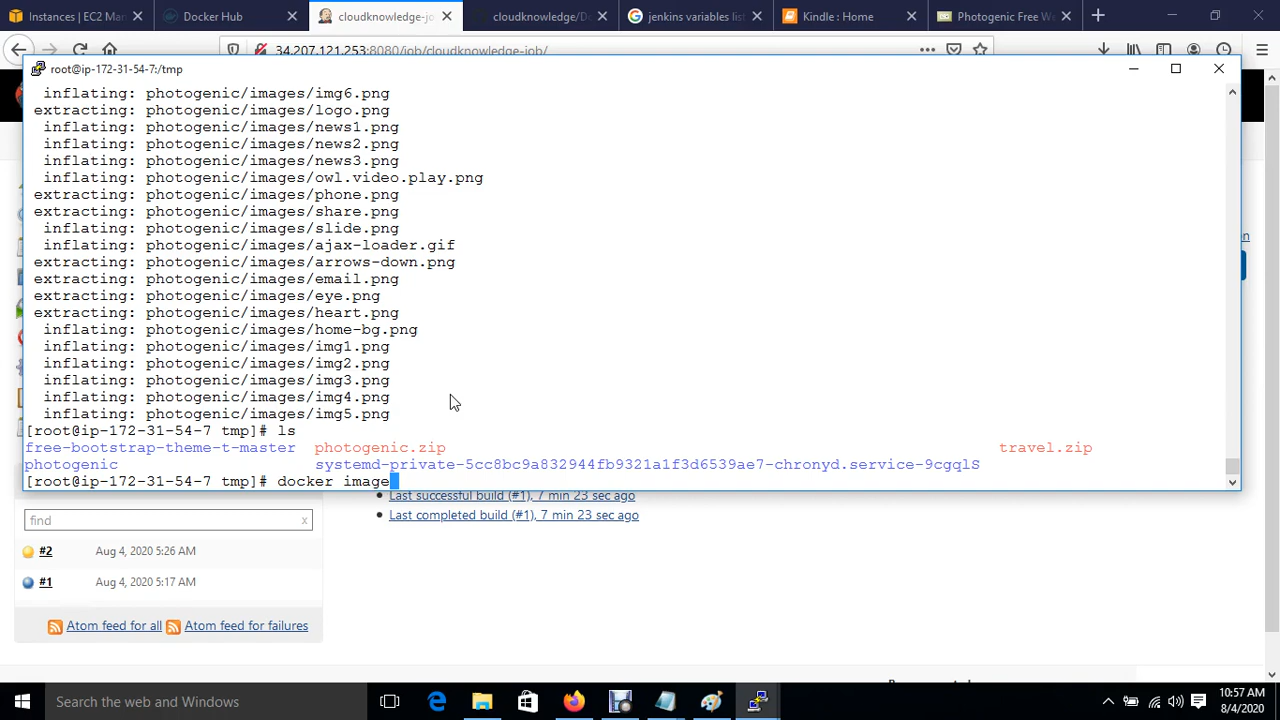 Instances | EC2 Man
Docker Hub
cloudknowledge-jo
cloudknowledge/Do
jenkins variables list
Kindle : Home
Photogenic Free We
34.207.121.253:8080/job/cloudknowledge-job/
root@ip-172-31-54-7:/tmp
inflating: photogenic/images/img6.png
extracting: photogenic/images/logo.png
inflating: photogenic/images/news1.png
inflating: photogenic/images/news2.png
inflating: photogenic/images/news3.png
inflating: photogenic/images/owl.video.play.png
extracting: photogenic/images/phone.png
extracting: photogenic/images/share.png
extracting: photogenic/images/slide.png
inflating: photogenic/images/ajax-loader.gif
extracting: photogenic/images/arrows-down.png
extracting: photogenic/images/email.png
extracting: photogenic/images/eye.png
extracting: photogenic/images/heart.png
inflating: photogenic/images/home-bg.png
inflating: photogenic/images/img1.png
inflating: photogenic/images/img2.png
inflating: photogenic/images/img3.png
inflating: photogenic/images/img4.png
inflating: photogenic/images/img5.png
[root@ip-172-31-54-7 tmp]# ls
free-bootstrap-theme-t-master photogenic.zip travel.zip
photogenic systemd-private-5cc8bc9a832944fb9321a1f3d6539ae7-chronyd.service-9cgqlS
[root@ip-172-31-54-7 tmp]# docker image
Last successful build (#1), 7 min 23 sec ago
Last completed build (#1), 7 min 23 sec ago
find x
#2 Aug 4, 2020 5:26 AM
#1 Aug 4, 2020 5:17 AM
Atom feed for all Atom feed for failures
Search the web and Windows
10:57 AM
8/4/2020